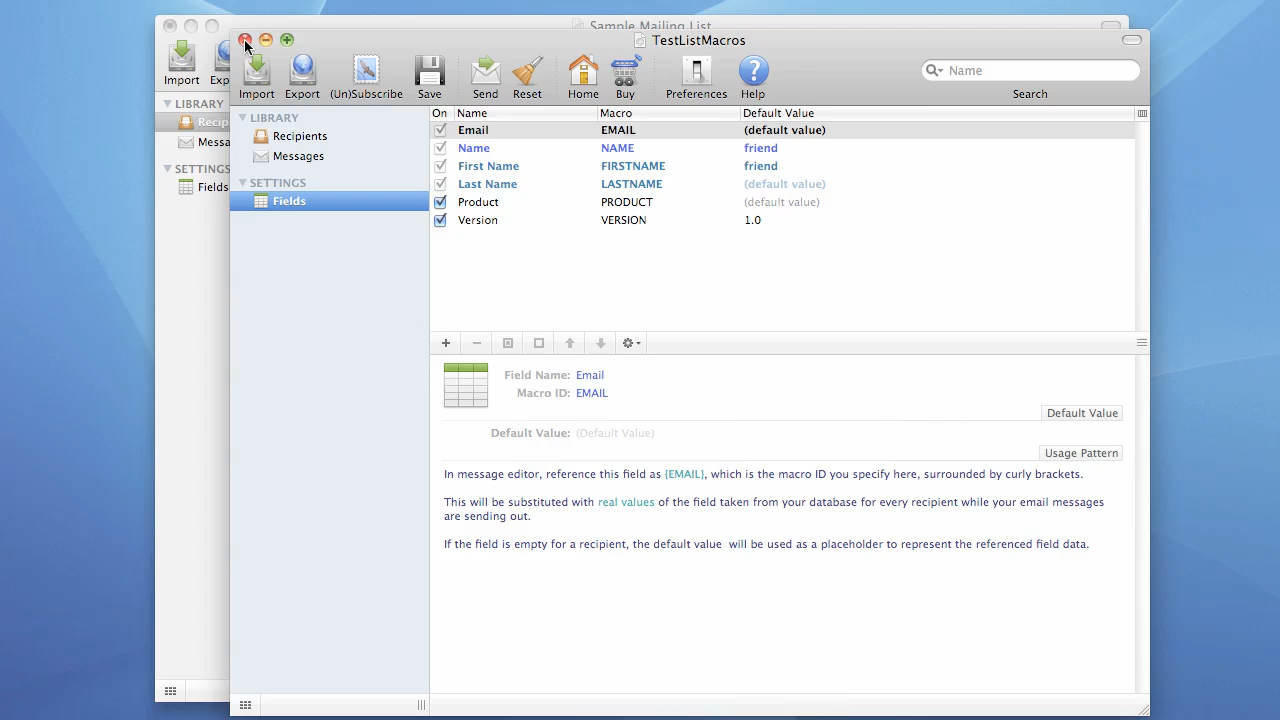 Sample Mailing List
Import
LIBRARY
SETTINGS
Fields
TestListMacros
Import Export (Un)Subscribe Save Send Reset Home Buy Preferences Help
Name
Search
LIBRARY
Recipients
Messages
SETTINGS
Fields
On Name Macro Default Value
Email EMAIL (default value)
Name NAME friend
First Name FIRSTNAME friend
Last Name LASTNAME (default value)
Product PRODUCT (default value)
Version VERSION 1.0
Field Name: Email
Macro ID: EMAIL
Default Value
Default Value: (Default Value)
Usage Pattern
In message editor, reference this field as {EMAIL}, which is the macro ID you specify here, surrounded by curly brackets.
This will be substituted with real values of the field taken from your database for every recipient while your email messages
are sending out.
If the field is empty for a recipient, the default value will be used as a placeholder to represent the referenced field data.